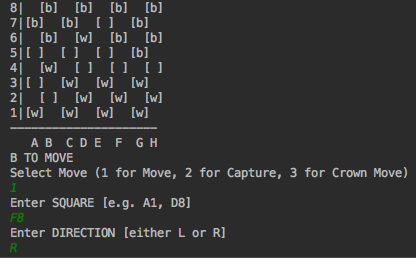 8|  [b]  [b]  [b]  [b]
7|[b]  [b]  [ ]  [b]
6|  [b]  [w]  [b]  [b]
5|[ ]  [ ]  [ ]  [b]
4|  [w]  [ ]  [ ]  [ ]
3|[ ]  [w]  [w]  [w]
2|  [ ]  [w]  [w]  [w]
1|[w]  [w]  [w]  [w]
_____________________
   A B  C D E  F  G H
B TO MOVE
Select Move (1 for Move, 2 for Capture, 3 for Crown Move)
1
Enter SQUARE [e.g. A1, D8]
F8
Enter DIRECTION [either L or R]
R